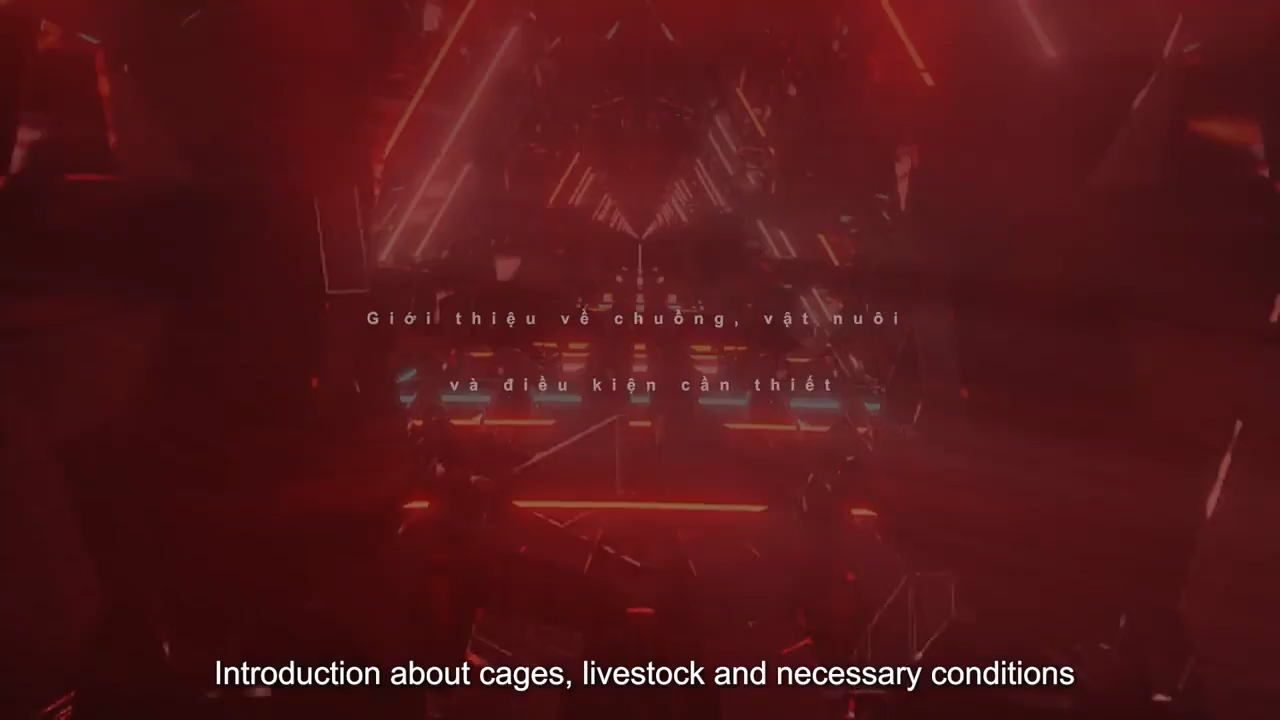 Giới thiệu về chuồng, vật nuôi
và điều kiện cần thiết
Introduction about cages, livestock and necessary conditions